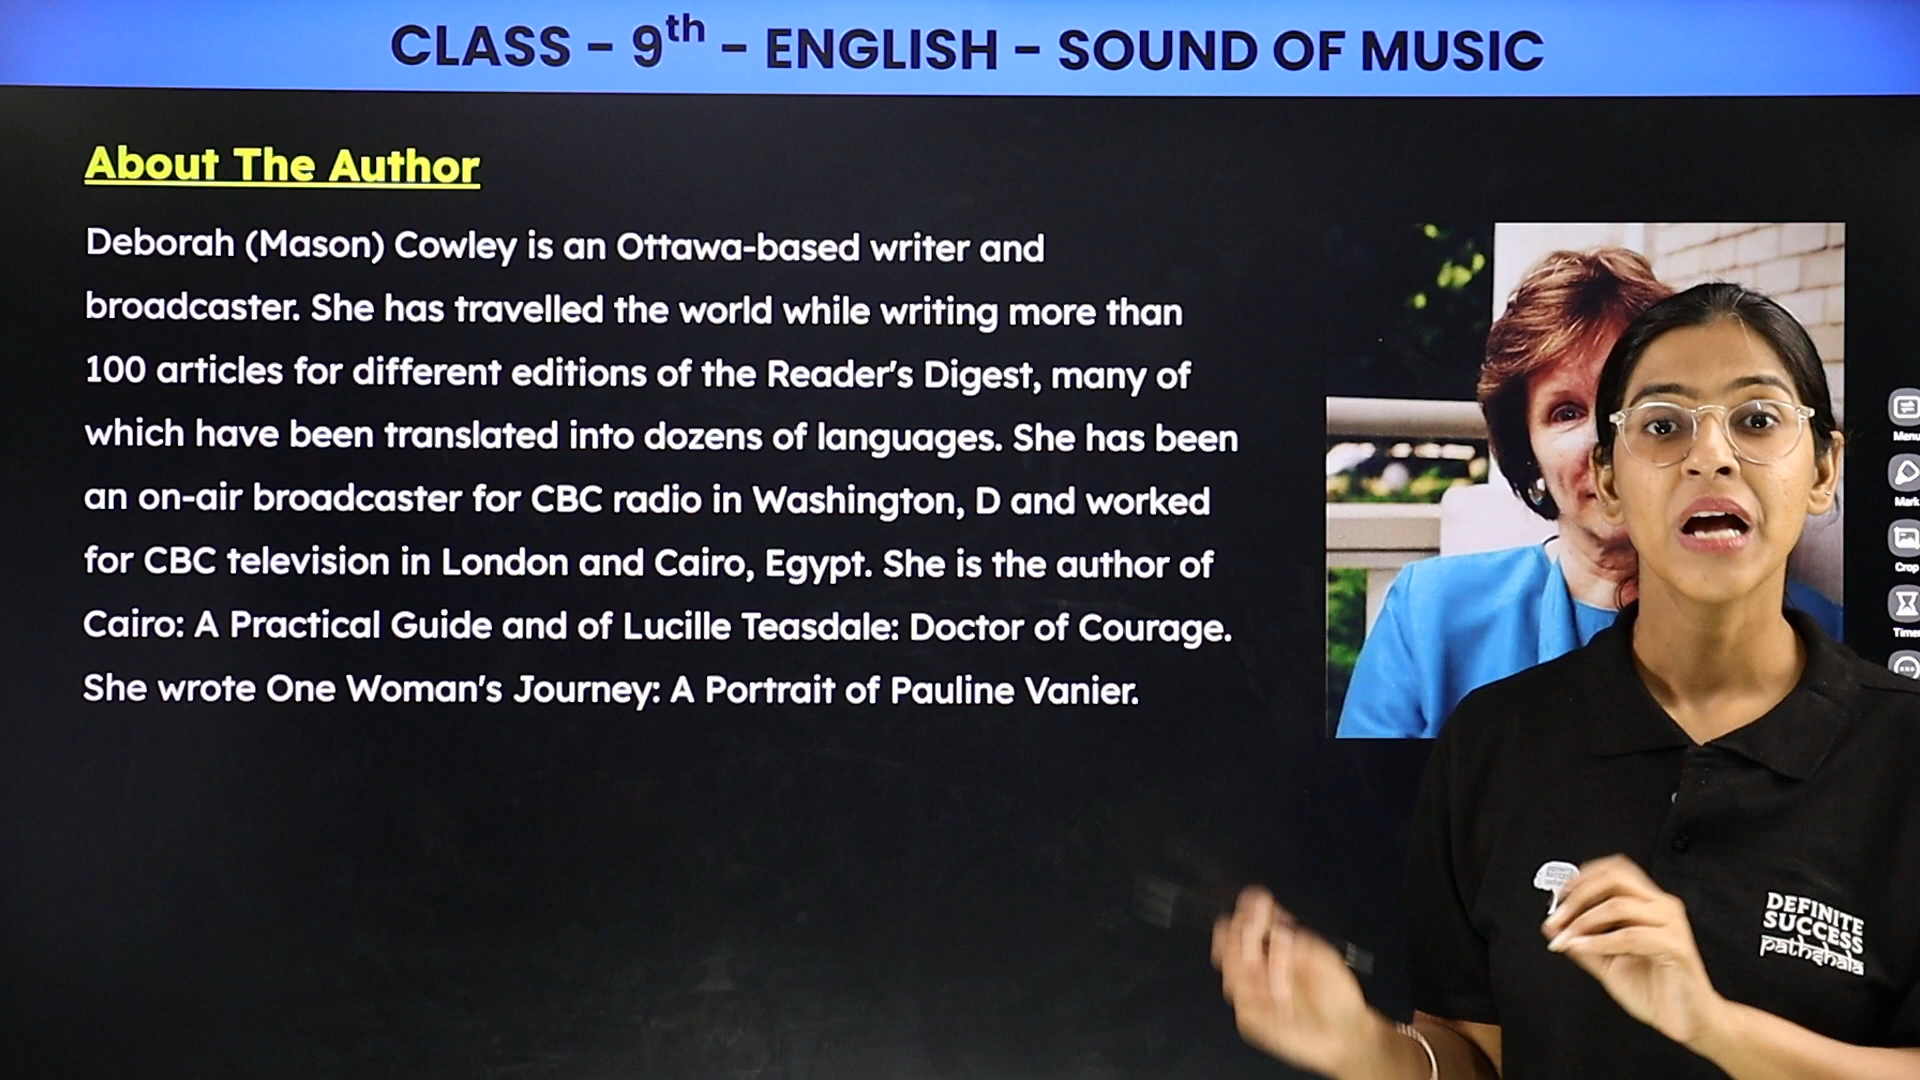 CLASS - 9th - ENGLISH - SOUND OF MUSIC
About The Author
Deborah (Mason) Cowley is an Ottawa-based writer and
broadcaster. She has travelled the world while writing more than
100 articles for different editions of the Reader's Digest, many of
which have been translated into dozens of languages. She has been
an on-air broadcaster for CBC radio in Washington, D and worked
for CBC television in London and Cairo, Egypt. She is the author of
Cairo: A Practical Guide and of Lucille Teasdale: Doctor of Courage.
She wrote One Woman's Journey: A Portrait of Pauline Vanier.
Menu
Mark
Crop
Timer
DEFINITE
SUCCESS
pathshala